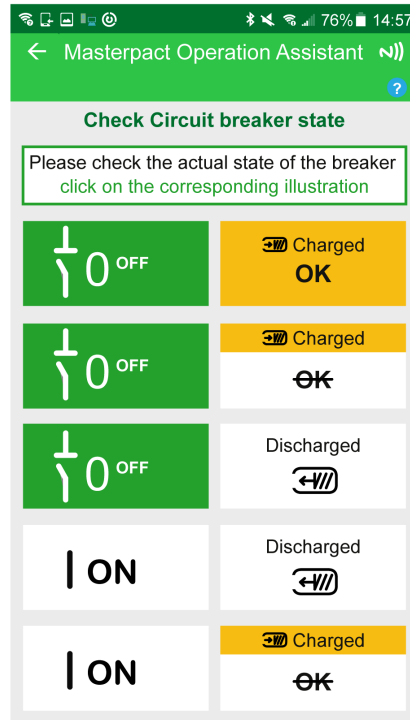 76% 14:57
Masterpact Operation Assistant
?
Check Circuit breaker state
Please check the actual state of the breaker
click on the corresponding illustration
0 OFF
Charged
OK
0 OFF
Charged
OK
0 OFF
Discharged
| ON
Discharged
| ON
Charged
OK